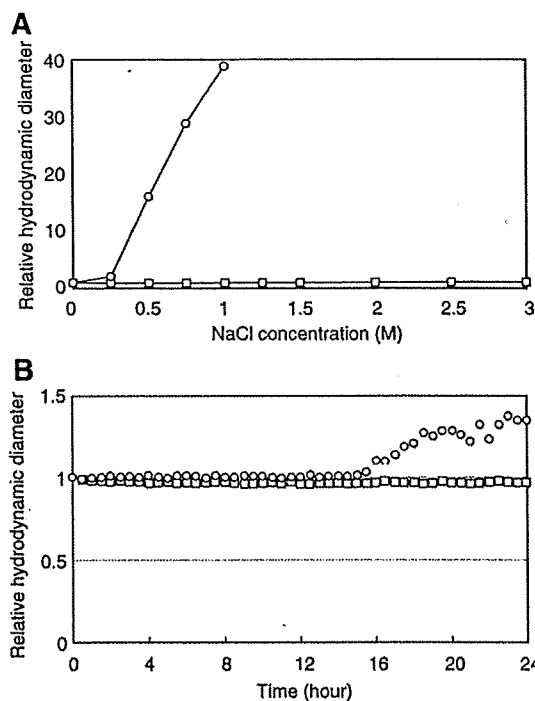 A
Relative hydrodynamic diameter
40
30
20
10
0
0 0.5 1 1.5 2 2.5 3
NaCl concentration (M)
B
Relative hydrodynamic diameter
1.5
1
0.5
0
0 4 8 12 16 20 24
Time (hour)